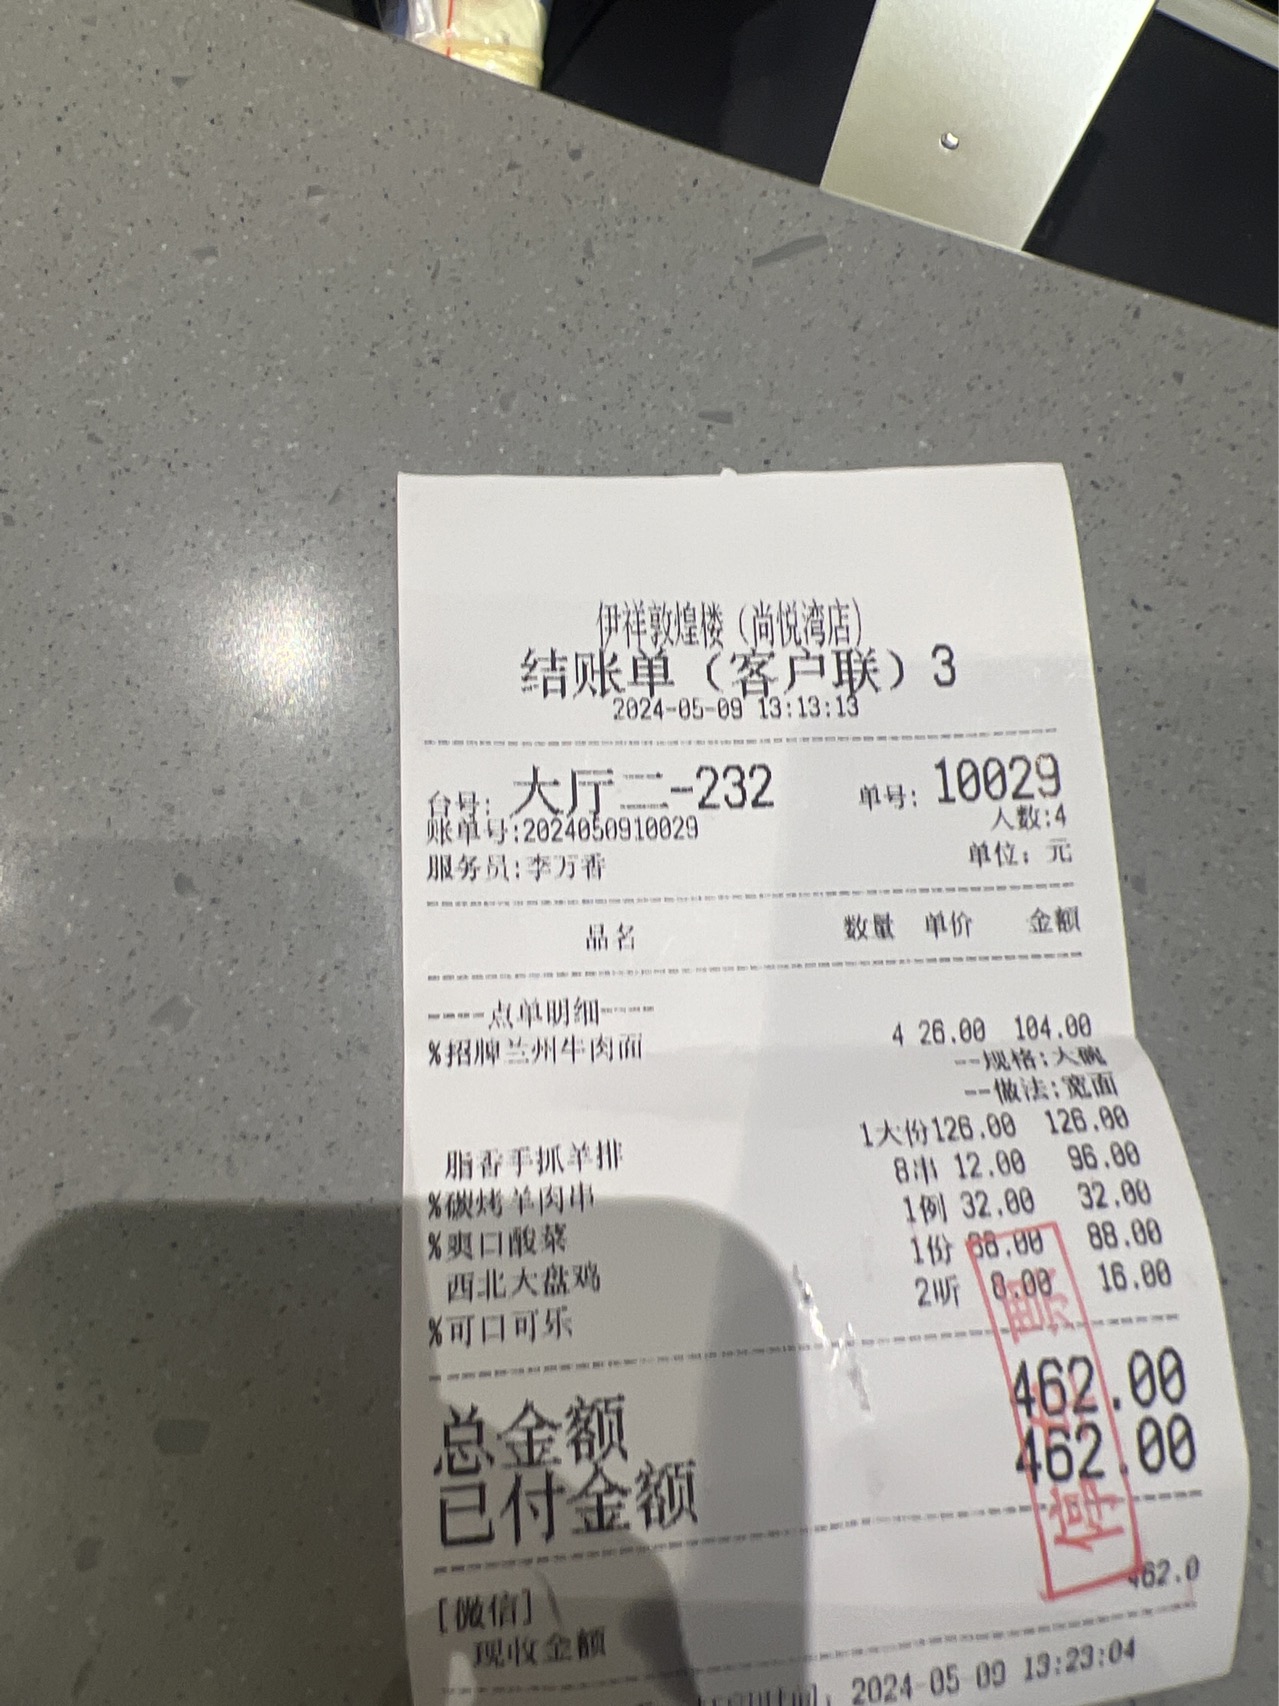 伊祥敦煌楼（尚悦湾店）
结账单（客户联）3
2024-05-09 13:13:13
台号: 大厅二-232 单号: 10029
账单号:2024050910029 人数:4
服务员:李万香 单位: 元
品名 数量 单价 金额
----点单明细----
%招牌兰州牛肉面 4 26.00 104.00
--规格:大碗
--做法:宽面
脂香手抓羊排 1大份 126.00 126.00
%碳烤羊肉串 8串 12.00 96.00
%爽口酸菜 1例 32.00 32.00
西北大盘鸡 1份 88.00 88.00
%可口可乐 2听 8.00 16.00
总金额 462.00
已付金额 462.00
[微信] 462.0
现收金额
2024-05-09 13:23:04